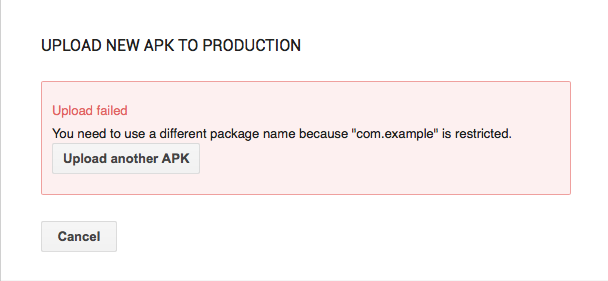 UPLOAD NEW APK TO PRODUCTION
Upload failed
You need to use a different package name because "com.example" is restricted.
Upload another APK
Cancel